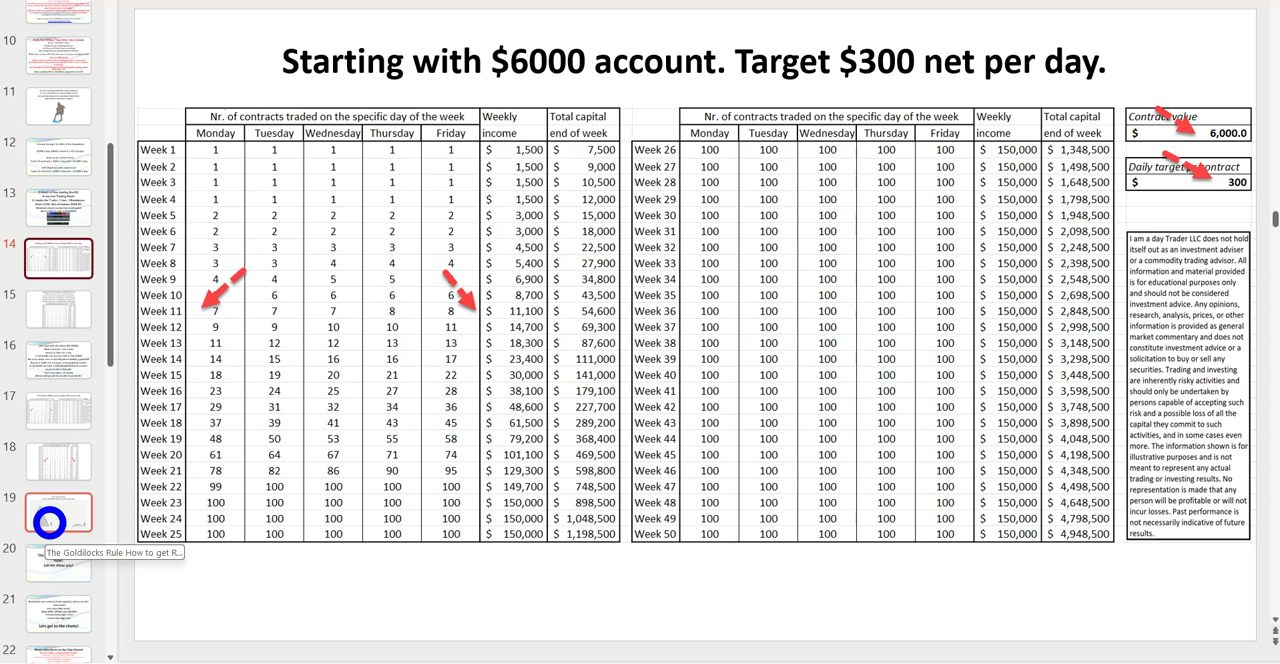 10
11
12
13
14
15
16
17
18
19
20
21
22
The Goldilocks Rule How to get R...
Let me show you!
Let's get to the charts!
Starting with $6000 account. Target $300 net per day.
Nr. of contracts traded on the specific day of the week Weekly Total capital
Monday Tuesday Wednesday Thursday Friday income end of week
Week 1 1 1 1 1 1 $ 1,500 $ 7,500
Week 2 1 1 1 1 1 $ 1,500 $ 9,000
Week 3 1 1 1 1 1 $ 1,500 $ 10,500
Week 4 1 1 1 1 1 $ 1,500 $ 12,000
Week 5 2 2 2 2 2 $ 3,000 $ 15,000
Week 6 2 2 2 2 2 $ 3,000 $ 18,000
Week 7 3 3 3 3 3 $ 4,500 $ 22,500
Week 8 3 3 4 4 4 $ 5,400 $ 27,900
Week 9 4 4 5 5 5 $ 6,900 $ 34,800
Week 10 6 6 6 6 $ 8,700 $ 43,500
Week 11 7 7 7 8 8 $ 11,100 $ 54,600
Week 12 9 9 10 10 11 $ 14,700 $ 69,300
Week 13 11 12 12 13 13 $ 18,300 $ 87,600
Week 14 14 15 16 16 17 $ 23,400 $ 111,000
Week 15 18 19 20 21 22 $ 30,000 $ 141,000
Week 16 23 24 25 27 28 $ 38,100 $ 179,100
Week 17 29 31 32 34 36 $ 48,600 $ 227,700
Week 18 37 39 41 43 45 $ 61,500 $ 289,200
Week 19 48 50 53 55 58 $ 79,200 $ 368,400
Week 20 61 64 67 71 74 $ 101,100 $ 469,500
Week 21 78 82 86 90 95 $ 129,300 $ 598,800
Week 22 99 100 100 100 100 $ 149,700 $ 748,500
Week 23 100 100 100 100 100 $ 150,000 $ 898,500
Week 24 100 100 100 100 100 $ 150,000 $ 1,048,500
Week 25 100 100 100 100 100 $ 150,000 $ 1,198,500
Nr. of contracts traded on the specific day of the week Weekly Total capital
Monday Tuesday Wednesday Thursday Friday income end of week
Week 26 100 100 100 100 100 $ 150,000 $ 1,348,500
Week 27 100 100 100 100 100 $ 150,000 $ 1,498,500
Week 28 100 100 100 100 100 $ 150,000 $ 1,648,500
Week 29 100 100 100 100 100 $ 150,000 $ 1,798,500
Week 30 100 100 100 100 100 $ 150,000 $ 1,948,500
Week 31 100 100 100 100 100 $ 150,000 $ 2,098,500
Week 32 100 100 100 100 100 $ 150,000 $ 2,248,500
Week 33 100 100 100 100 100 $ 150,000 $ 2,398,500
Week 34 100 100 100 100 100 $ 150,000 $ 2,548,500
Week 35 100 100 100 100 100 $ 150,000 $ 2,698,500
Week 36 100 100 100 100 100 $ 150,000 $ 2,848,500
Week 37 100 100 100 100 100 $ 150,000 $ 2,998,500
Week 38 100 100 100 100 100 $ 150,000 $ 3,148,500
Week 39 100 100 100 100 100 $ 150,000 $ 3,298,500
Week 40 100 100 100 100 100 $ 150,000 $ 3,448,500
Week 41 100 100 100 100 100 $ 150,000 $ 3,598,500
Week 42 100 100 100 100 100 $ 150,000 $ 3,748,500
Week 43 100 100 100 100 100 $ 150,000 $ 3,898,500
Week 44 100 100 100 100 100 $ 150,000 $ 4,048,500
Week 45 100 100 100 100 100 $ 150,000 $ 4,198,500
Week 46 100 100 100 100 100 $ 150,000 $ 4,348,500
Week 47 100 100 100 100 100 $ 150,000 $ 4,498,500
Week 48 100 100 100 100 100 $ 150,000 $ 4,648,500
Week 49 100 100 100 100 100 $ 150,000 $ 4,798,500
Week 50 100 100 100 100 100 $ 150,000 $ 4,948,500
Contract value
$ 6,000.0
Daily target per contract
$ 300
I am a day Trader LLC does not hold
itself out as an investment adviser
or a commodity trading advisor. All
information and material provided
is for educational purposes only
and should not be considered
investment advice. Any opinions,
research, analysis, prices, or other
information is provided as general
market commentary and does not
constitute investment advice or a
solicitation to buy or sell any
securities. Trading and investing
are inherently risky activities and
should only be undertaken by
persons capable of accepting such
risk and a possible loss of all the
capital they commit to such
activities, and in some cases even
more. The information shown is for
illustrative purposes and is not
meant to represent any actual
trading or investing results. No
representation is made that any
person will be profitable or will not
incur losses. Past performance is
not necessarily indicative of future
results.